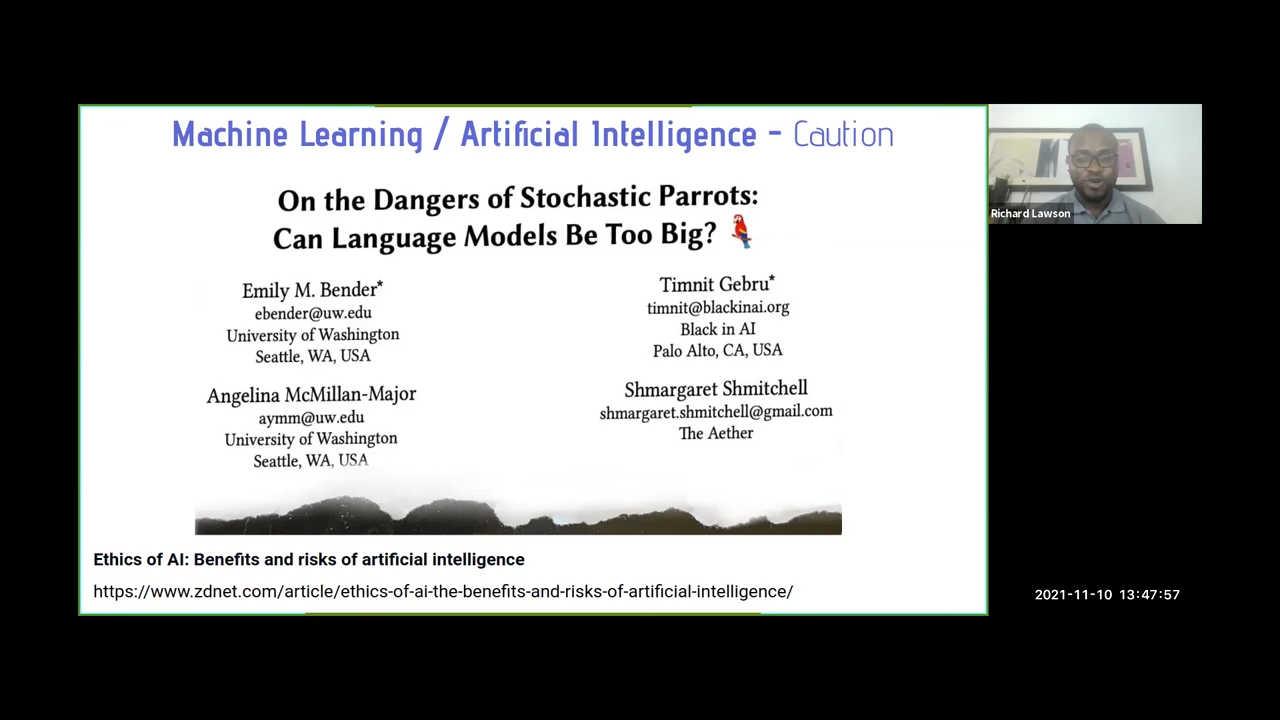 Machine Learning / Artificial Intelligence - Caution
On the Dangers of Stochastic Parrots:
Can Language Models Be Too Big? 🦜
Emily M. Bender*
ebender@uw.edu
University of Washington
Seattle, WA, USA
Timnit Gebru*
timnit@blackinai.org
Black in AI
Palo Alto, CA, USA
Angelina McMillan-Major
aymm@uw.edu
University of Washington
Seattle, WA, USA
Shmargaret Shmitchell
shmargaret.shmitchell@gmail.com
The Aether
Ethics of AI: Benefits and risks of artificial intelligence
https://www.zdnet.com/article/ethics-of-ai-the-benefits-and-risks-of-artificial-intelligence/
Richard Lawson
2021-11-10 13:47:57